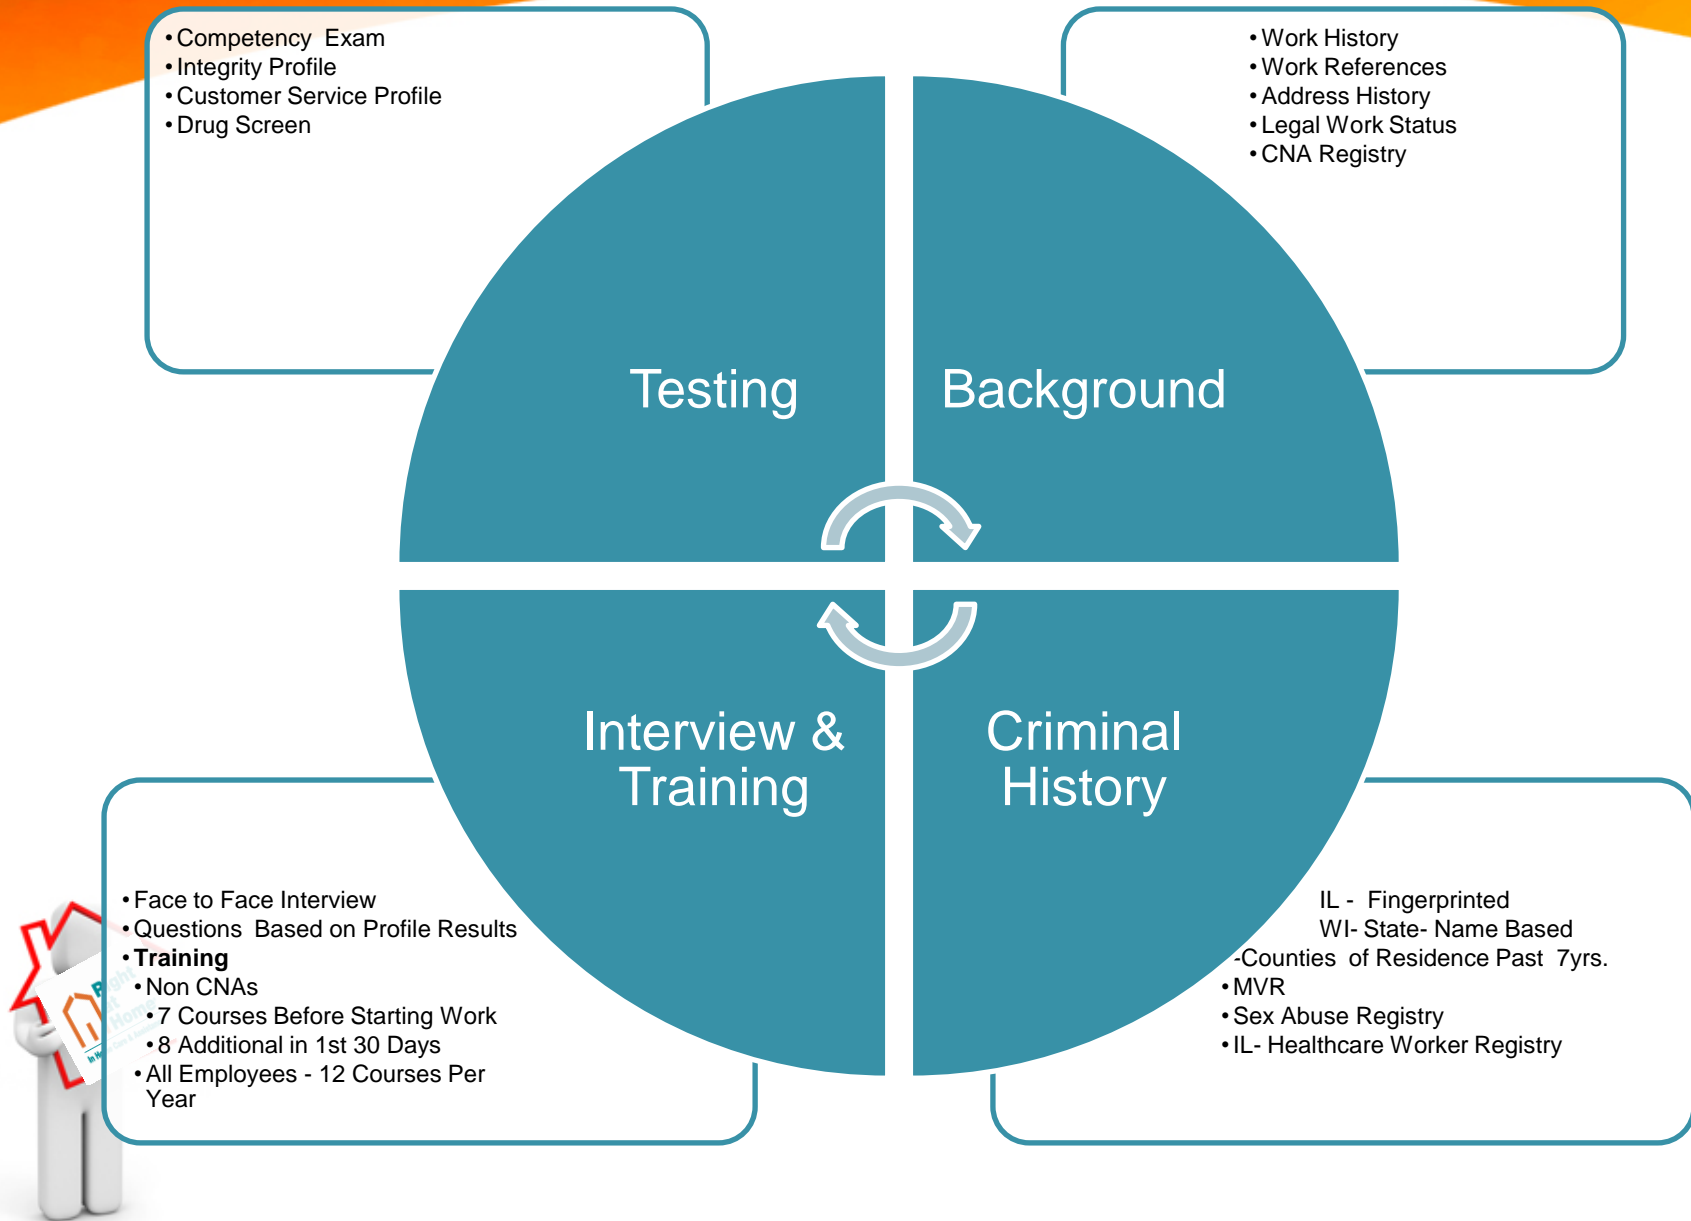 • Competency  Exam
• Integrity Profile
• Customer Service Profile
• Drug Screen
• Work History
• Work References
• Address History
• Legal Work Status
• CNA Registry
Testing
Background
Interview &
Training
Criminal
History
• Face to Face Interview
• Questions  Based on Profile Results
• Training
• Non CNAs
• 7 Courses Before Starting Work
• 8 Additional in 1st 30 Days
• All Employees - 12 Courses Per
Year
IL -  Fingerprinted
WI- State- Name Based
-Counties  of Residence Past  7yrs.
• MVR
• Sex Abuse Registry
• IL- Healthcare Worker Registry
Home